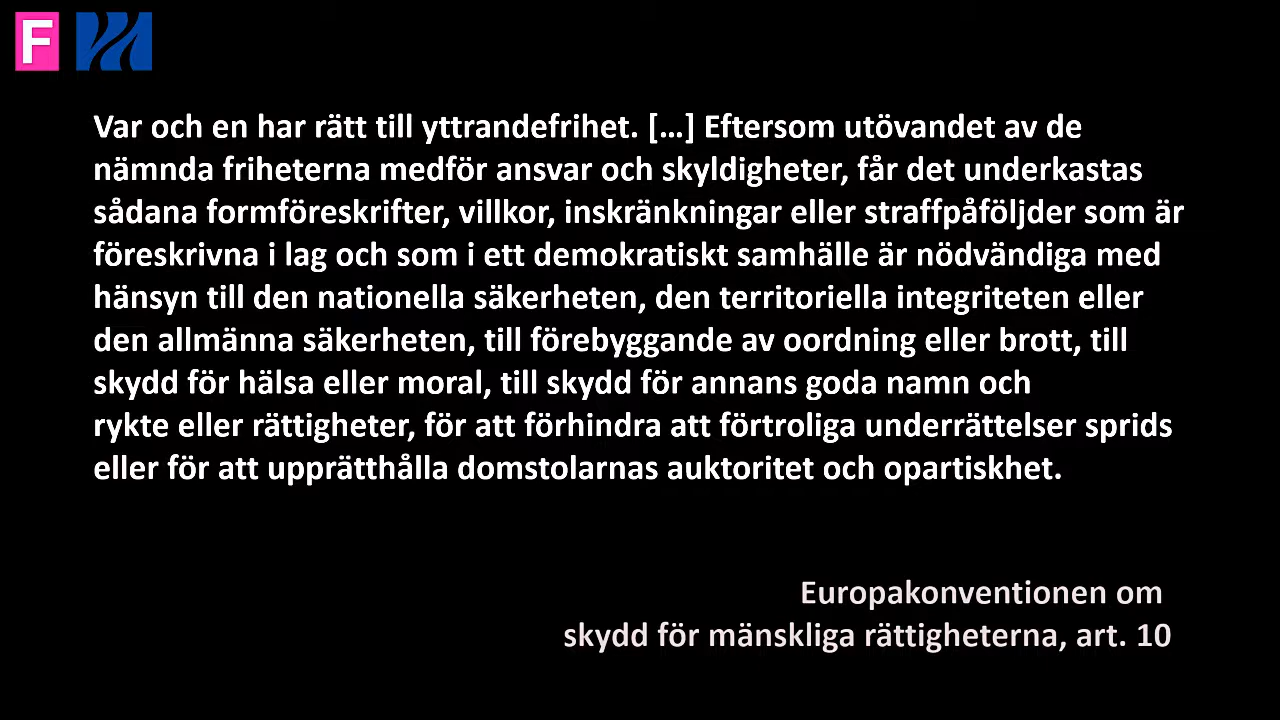 F
Var och en har rätt till yttrandefrihet. […] Eftersom utövandet av de
nämnda friheterna medför ansvar och skyldigheter, får det underkastas
sådana formföreskrifter, villkor, inskränkningar eller straffpåföljder som är
föreskrivna i lag och som i ett demokratiskt samhälle är nödvändiga med
hänsyn till den nationella säkerheten, den territoriella integriteten eller
den allmänna säkerheten, till förebyggande av oordning eller brott, till
skydd för hälsa eller moral, till skydd för annans goda namn och
rykte eller rättigheter, för att förhindra att förtroliga underrättelser sprids
eller för att upprätthålla domstolarnas auktoritet och opartiskhet.
Europakonventionen om
skydd för mänskliga rättigheterna, art. 10